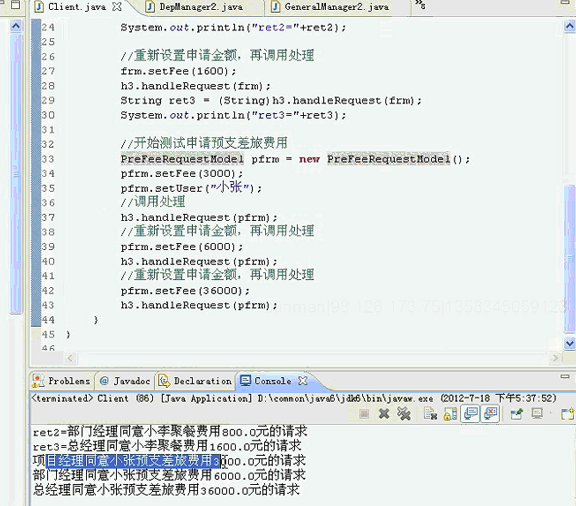 Client.java
DepManager2.java
GeneralManager2.java
24 System.out.println("ret2="+ret2);
25
26 //重新设置申请金额，再调用处理
27 frm.setFee(1600);
28 h3.handleRequest(frm);
29 String ret3 = (String)h3.handleRequest(frm);
30 System.out.println("ret3="+ret3);
31
32 //开始测试申请预支差旅费用
33 PreFeeRequestModel pfrm = new PreFeeRequestModel();
34 pfrm.setFee(3000);
35 pfrm.setUser("小张");
36 //调用处理
37 h3.handleRequest(pfrm);
38 //重新设置申请金额，再调用处理
39 pfrm.setFee(6000);
40 h3.handleRequest(pfrm);
41 //重新设置申请金额，再调用处理
42 pfrm.setFee(36000);
43 h3.handleRequest(pfrm);
44 }
45 }
46
Problems @ Javadoc Declaration Console
<terminated> Client (86) [Java Application] D:\common\java6\jdk6\bin\javaw.exe (2012-7-18 下午5:37:52)
ret2=部门经理同意小李聚餐费用800.0元的请求
ret3=总经理同意小李聚餐费用1600.0元的请求
项目经理同意小张预支差旅费用3000.0元的请求
部门经理同意小张预支差旅费用6000.0元的请求
总经理同意小张预支差旅费用36000.0元的请求